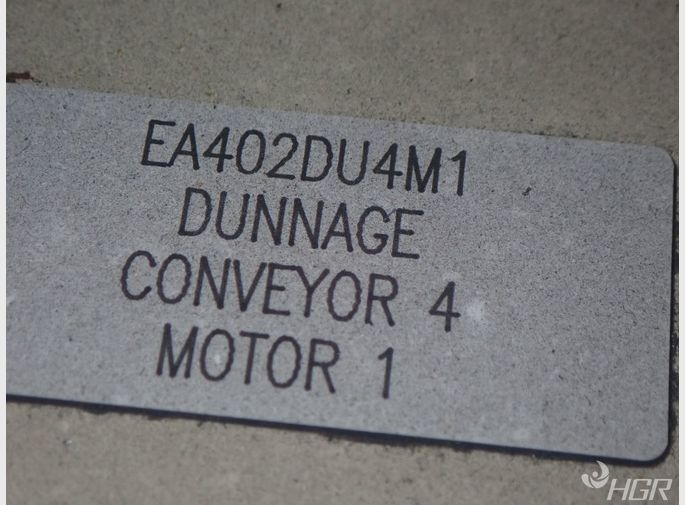 EA402DU4M1
DUNNAGE
CONVEYOR 4
MOTOR 1
HGR